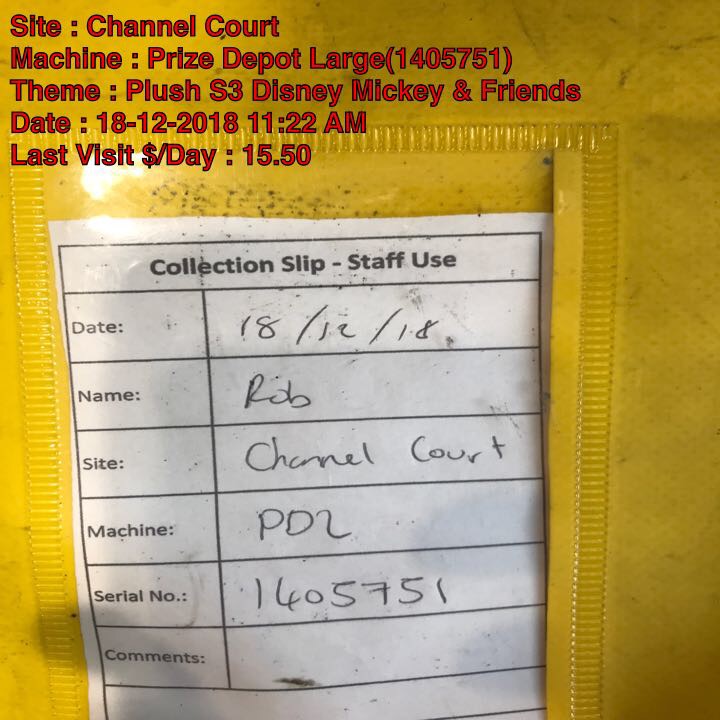 Site : Channel Court
Machine : Prize Depot Large(1405751)
Theme : Plush S3 Disney Mickey & Friends
Date : 18-12-2018 11:22 AM
Last Visit $/Day : 15.50
Collection Slip - Staff Use
Date: 18/12/18
Name: Rob
Site: Channel Court
Machine: PDL
Serial No.: 1405751
Comments: